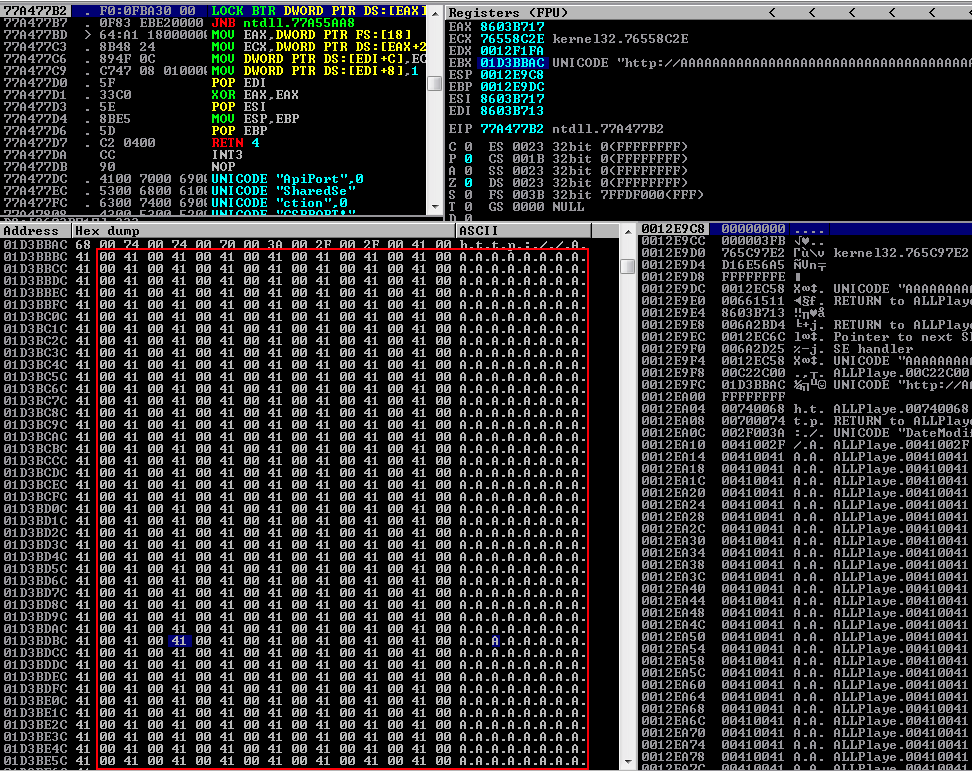 77A477B2 . F0:0FBA30 00 LOCK BTR DWORD PTR DS:[EAX]
77A477B7 . 0F83 EBE20000 JNB ntdll.77A55AA8
77A477BD > 64:A1 18000000 MOV EAX,DWORD PTR FS:[18]
77A477C3 . 8B48 24 MOV ECX,DWORD PTR DS:[EAX+2
77A477C6 . 894F 0C MOV DWORD PTR DS:[EDI+C],EC
77A477C9 . C747 08 010000 MOV DWORD PTR DS:[EDI+8],1
77A477D0 . 5F POP EDI
77A477D1 . 33C0 XOR EAX,EAX
77A477D3 . 5E POP ESI
77A477D4 . 8BE5 MOV ESP,EBP
77A477D6 . 5D POP EBP
77A477D7 . C2 0400 RETN 4
77A477DA CC INT3
77A477DB 90 NOP
77A477DC . 4100 7000 690 UNICODE "ApiPort",0
77A477EC . 5300 6800 610 UNICODE "SharedSe"
77A477FC . 6300 7400 690 UNICODE "ction",0
Registers (FPU) < < < < <
EAX 8603B717
ECX 76558C2E kernel32.76558C2E
EDX 0012F1FA
EBX 01D3BBAC UNICODE "http://AAAAAAAAAAAAAAAAAAAAAAAAAAAAAAAAAAAA
ESP 0012E9C8
EBP 0012E9DC
ESI 8603B717
EDI 8603B713
EIP 77A477B2 ntdll.77A477B2
C 0 ES 0023 32bit 0(FFFFFFFF)
P 0 CS 001B 32bit 0(FFFFFFFF)
A 0 SS 0023 32bit 0(FFFFFFFF)
Z 0 DS 0023 32bit 0(FFFFFFFF)
S 0 FS 003B 32bit 7FFDF000(FFF)
T 0 GS 0000 NULL
D 0
Address Hex dump ASCII
01D3BBAC 68 00 74 00 74 00 70 00 3A 00 2F 00 2F 00 41 00 h.t.t.p.:././.A.
01D3BBBC 41 00 41 00 41 00 41 00 41 00 41 00 41 00 41 00 A.A.A.A.A.A.A.A.
01D3BBCC 41 00 41 00 41 00 41 00 41 00 41 00 41 00 41 00 A.A.A.A.A.A.A.A.
01D3BBDC 41 00 41 00 41 00 41 00 41 00 41 00 41 00 41 00 A.A.A.A.A.A.A.A.
01D3BBEC 41 00 41 00 41 00 41 00 41 00 41 00 41 00 41 00 A.A.A.A.A.A.A.A.
01D3BBFC 41 00 41 00 41 00 41 00 41 00 41 00 41 00 41 00 A.A.A.A.A.A.A.A.
01D3BC0C 41 00 41 00 41 00 41 00 41 00 41 00 41 00 41 00 A.A.A.A.A.A.A.A.
01D3BC1C 41 00 41 00 41 00 41 00 41 00 41 00 41 00 41 00 A.A.A.A.A.A.A.A.
01D3BC2C 41 00 41 00 41 00 41 00 41 00 41 00 41 00 41 00 A.A.A.A.A.A.A.A.
01D3BC3C 41 00 41 00 41 00 41 00 41 00 41 00 41 00 41 00 A.A.A.A.A.A.A.A.
01D3BC4C 41 00 41 00 41 00 41 00 41 00 41 00 41 00 41 00 A.A.A.A.A.A.A.A.
01D3BC5C 41 00 41 00 41 00 41 00 41 00 41 00 41 00 41 00 A.A.A.A.A.A.A.A.
01D3BC6C 41 00 41 00 41 00 41 00 41 00 41 00 41 00 41 00 A.A.A.A.A.A.A.A.
01D3BC7C 41 00 41 00 41 00 41 00 41 00 41 00 41 00 41 00 A.A.A.A.A.A.A.A.
01D3BC8C 41 00 41 00 41 00 41 00 41 00 41 00 41 00 41 00 A.A.A.A.A.A.A.A.
01D3BC9C 41 00 41 00 41 00 41 00 41 00 41 00 41 00 41 00 A.A.A.A.A.A.A.A.
01D3BCAC 41 00 41 00 41 00 41 00 41 00 41 00 41 00 41 00 A.A.A.A.A.A.A.A.
01D3BCBC 41 00 41 00 41 00 41 00 41 00 41 00 41 00 41 00 A.A.A.A.A.A.A.A.
01D3BCCC 41 00 41 00 41 00 41 00 41 00 41 00 41 00 41 00 A.A.A.A.A.A.A.A.
01D3BCDC 41 00 41 00 41 00 41 00 41 00 41 00 41 00 41 00 A.A.A.A.A.A.A.A.
01D3BCEC 41 00 41 00 41 00 41 00 41 00 41 00 41 00 41 00 A.A.A.A.A.A.A.A.
01D3BCFC 41 00 41 00 41 00 41 00 41 00 41 00 41 00 41 00 A.A.A.A.A.A.A.A.
01D3BD0C 41 00 41 00 41 00 41 00 41 00 41 00 41 00 41 00 A.A.A.A.A.A.A.A.
01D3BD1C 41 00 41 00 41 00 41 00 41 00 41 00 41 00 41 00 A.A.A.A.A.A.A.A.
01D3BD2C 41 00 41 00 41 00 41 00 41 00 41 00 41 00 41 00 A.A.A.A.A.A.A.A.
01D3BD3C 41 00 41 00 41 00 41 00 41 00 41 00 41 00 41 00 A.A.A.A.A.A.A.A.
01D3BD4C 41 00 41 00 41 00 41 00 41 00 41 00 41 00 41 00 A.A.A.A.A.A.A.A.
01D3BD5C 41 00 41 00 41 00 41 00 41 00 41 00 41 00 41 00 A.A.A.A.A.A.A.A.
01D3BD6C 41 00 41 00 41 00 41 00 41 00 41 00 41 00 41 00 A.A.A.A.A.A.A.A.
01D3BD7C 41 00 41 00 41 00 41 00 41 00 41 00 41 00 41 00 A.A.A.A.A.A.A.A.
01D3BD8C 41 00 41 00 41 00 41 00 41 00 41 00 41 00 41 00 A.A.A.A.A.A.A.A.
01D3BD9C 41 00 41 00 41 00 41 00 41 00 41 00 41 00 41 00 A.A.A.A.A.A.A.A.
01D3BDAC 41 00 41 00 41 00 41 00 41 00 41 00 41 00 41 00 A.A.A.A.A.A.A.A.
01D3BDBC 41 00 41 00 41 00 41 00 41 00 41 00 41 00 41 00 A.A.A.A.A.A.A.A.
01D3BDCC 41 00 41 00 41 00 41 00 41 00 41 00 41 00 41 00 A.A.A.A.A.A.A.A.
01D3BDDC 41 00 41 00 41 00 41 00 41 00 41 00 41 00 41 00 A.A.A.A.A.A.A.A.
01D3BDEC 41 00 41 00 41 00 41 00 41 00 41 00 41 00 41 00 A.A.A.A.A.A.A.A.
01D3BDFC 41 00 41 00 41 00 41 00 41 00 41 00 41 00 41 00 A.A.A.A.A.A.A.A.
01D3BE0C 41 00 41 00 41 00 41 00 41 00 41 00 41 00 41 00 A.A.A.A.A.A.A.A.
01D3BE1C 41 00 41 00 41 00 41 00 41 00 41 00 41 00 41 00 A.A.A.A.A.A.A.A.
01D3BE2C 41 00 41 00 41 00 41 00 41 00 41 00 41 00 41 00 A.A.A.A.A.A.A.A.
01D3BE3C 41 00 41 00 41 00 41 00 41 00 41 00 41 00 41 00 A.A.A.A.A.A.A.A.
01D3BE4C 41 00 41 00 41 00 41 00 41 00 41 00 41 00 41 00 A.A.A.A.A.A.A.A.
01D3BE5C 41 00 41 00 41 00 41 00 41 00 41 00 41 00 41 00 A.A.A.A.A.A.A.A.
0012E9C8 00000000 ....
0012E9CC 000003FB √♥..
0012E9D0 765C97E2 kernel32.765C97E2
0012E9D4 D16E56A5
0012E9D8 FFFFFFFE
0012E9DC 0012EC58 UNICODE "AAAAAAAA
0012E9E0 00661511 RETURN to ALLPlaye
0012E9E4 8603B713
0012E9E8 006A2BD4 RETURN to ALLPlaye
0012E9EC 0012EC6C Pointer to next SE
0012E9F0 006A2D25 SE handler
0012E9F4 0012EC58 UNICODE "AAAAAAAA
0012E9F8 00C22C00 ALLPlaye.00C22C00
0012E9FC 01D3BBAC UNICODE "http://AA
0012EA00 FFFFFFFF
0012EA04 00740068 h.t. ALLPlaye.00740068
0012EA08 00700074 t.p. RETURN to ALLPlaye
0012EA0C 002F003A :./. UNICODE "DateModif
0012EA10 0041002F /.A. ALLPlaye.0041002F
0012EA14 00410041 A.A. ALLPlaye.00410041
0012EA18 00410041 A.A. ALLPlaye.00410041
0012EA1C 00410041 A.A. ALLPlaye.00410041
0012EA20 00410041 A.A. ALLPlaye.00410041
0012EA24 00410041 A.A. ALLPlaye.00410041
0012EA28 00410041 A.A. ALLPlaye.00410041
0012EA2C 00410041 A.A. ALLPlaye.00410041
0012EA30 00410041 A.A. ALLPlaye.00410041
0012EA34 00410041 A.A. ALLPlaye.00410041
0012EA38 00410041 A.A. ALLPlaye.00410041
0012EA3C 00410041 A.A. ALLPlaye.00410041
0012EA40 00410041 A.A. ALLPlaye.00410041
0012EA44 00410041 A.A. ALLPlaye.00410041
0012EA48 00410041 A.A. ALLPlaye.00410041
0012EA4C 00410041 A.A. ALLPlaye.00410041
0012EA50 00410041 A.A. ALLPlaye.00410041
0012EA54 00410041 A.A. ALLPlaye.00410041
0012EA58 00410041 A.A. ALLPlaye.00410041
0012EA5C 00410041 A.A. ALLPlaye.00410041
0012EA60 00410041 A.A. ALLPlaye.00410041
0012EA64 00410041 A.A. ALLPlaye.00410041
0012EA68 00410041 A.A. ALLPlaye.00410041
0012EA6C 00410041 A.A. ALLPlaye.00410041
0012EA70 00410041 A.A. ALLPlaye.00410041
0012EA74 00410041 A.A. ALLPlaye.00410041
0012EA78 00410041 A.A. ALLPlaye.00410041
0012EA7C 00410041 A.A. ALLPlaye.00410041